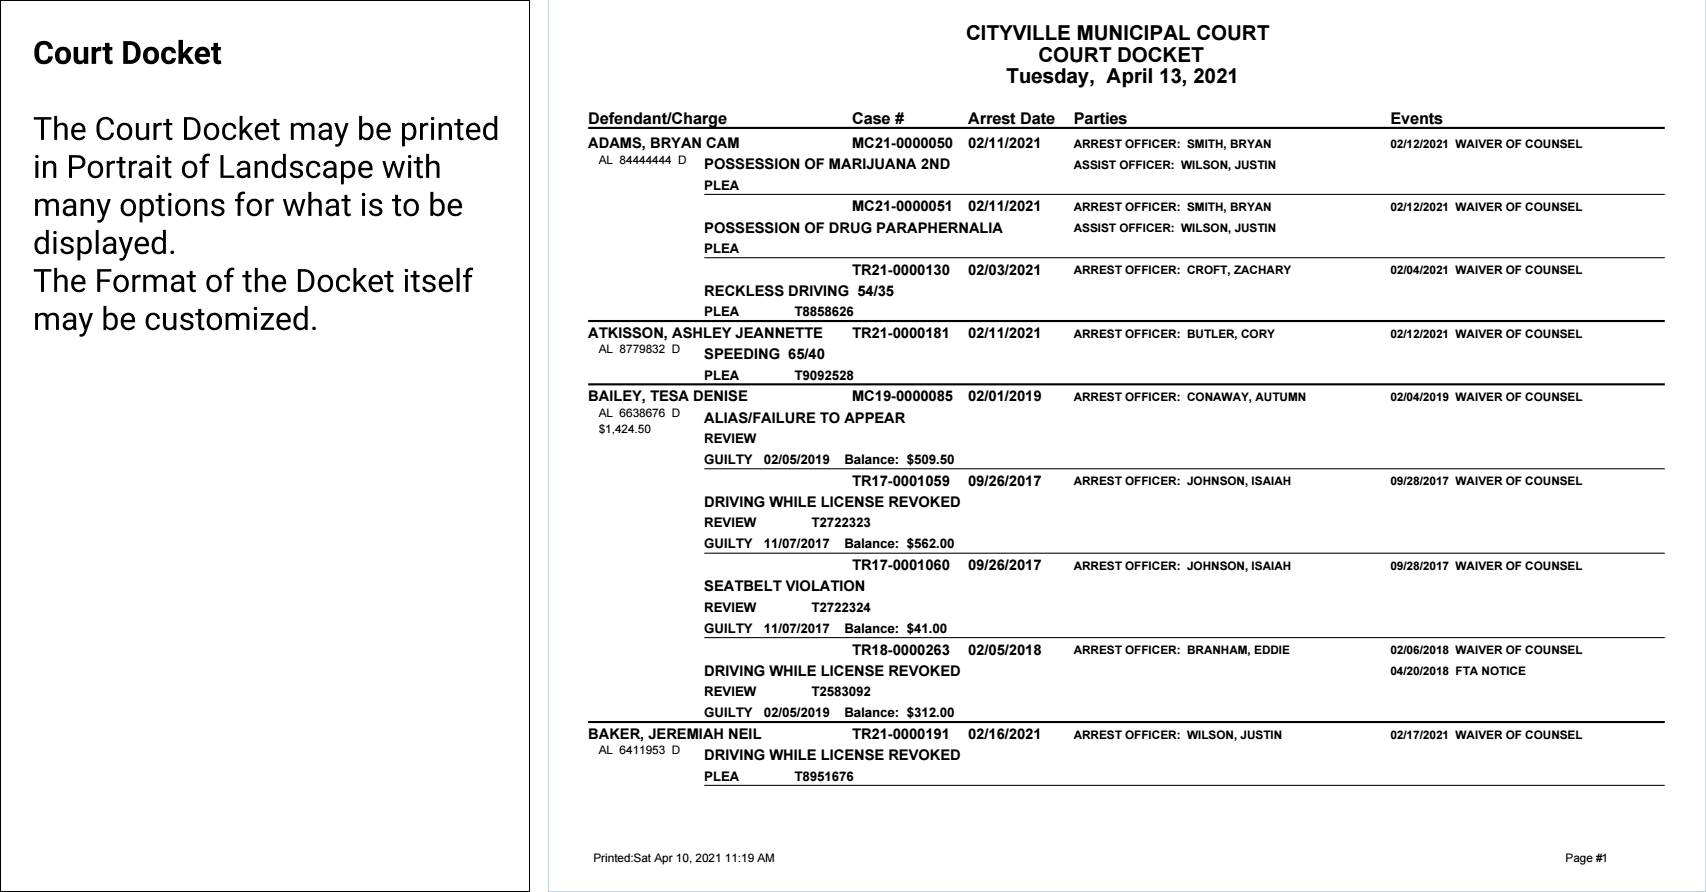 Court Docket
The Court Docket may be printed
in Portrait of Landscape with
many options for what is to be
displayed.
The Format of the Docket itself
may be customized.
CITYVILLE MUNICIPAL COURT
COURT DOCKET
Tuesday, April 13, 2021
Defendant/Charge Case # Arrest Date Parties Events
ADAMS, BRYAN CAM MC21-0000050 02/11/2021 ARREST OFFICER: SMITH, BRYAN 02/12/2021 WAIVER OF COUNSEL
AL 84444444 D POSSESSION OF MARIJUANA 2ND ASSIST OFFICER: WILSON, JUSTIN
PLEA
MC21-0000051 02/11/2021 ARREST OFFICER: SMITH, BRYAN 02/12/2021 WAIVER OF COUNSEL
POSSESSION OF DRUG PARAPHERNALIA ASSIST OFFICER: WILSON, JUSTIN
PLEA
TR21-0000130 02/03/2021 ARREST OFFICER: CROFT, ZACHARY 02/04/2021 WAIVER OF COUNSEL
RECKLESS DRIVING 54/35
PLEA T8858626
ATKISSON, ASHLEY JEANNETTE TR21-0000181 02/11/2021 ARREST OFFICER: BUTLER, CORY 02/12/2021 WAIVER OF COUNSEL
AL 8779832 D SPEEDING 65/40
PLEA T9092528
BAILEY, TESA DENISE MC19-0000085 02/01/2019 ARREST OFFICER: CONAWAY, AUTUMN 02/04/2019 WAIVER OF COUNSEL
AL 6638676 D ALIAS/FAILURE TO APPEAR
$1,424.50
REVIEW
GUILTY 02/05/2019 Balance: $509.50
TR17-0001059 09/26/2017 ARREST OFFICER: JOHNSON, ISAIAH 09/28/2017 WAIVER OF COUNSEL
DRIVING WHILE LICENSE REVOKED
REVIEW T2722323
GUILTY 11/07/2017 Balance: $562.00
TR17-0001060 09/26/2017 ARREST OFFICER: JOHNSON, ISAIAH 09/28/2017 WAIVER OF COUNSEL
SEATBELT VIOLATION
REVIEW T2722324
GUILTY 11/07/2017 Balance: $41.00
TR18-0000263 02/05/2018 ARREST OFFICER: BRANHAM, EDDIE 02/06/2018 WAIVER OF COUNSEL
DRIVING WHILE LICENSE REVOKED 04/20/2018 FTA NOTICE
REVIEW T2583092
GUILTY 02/05/2019 Balance: $312.00
BAKER, JEREMIAH NEIL TR21-0000191 02/16/2021 ARREST OFFICER: WILSON, JUSTIN 02/17/2021 WAIVER OF COUNSEL
AL 6411953 D DRIVING WHILE LICENSE REVOKED
PLEA T8951676
Printed:Sat Apr 10, 2021 11:19 AM Page #1